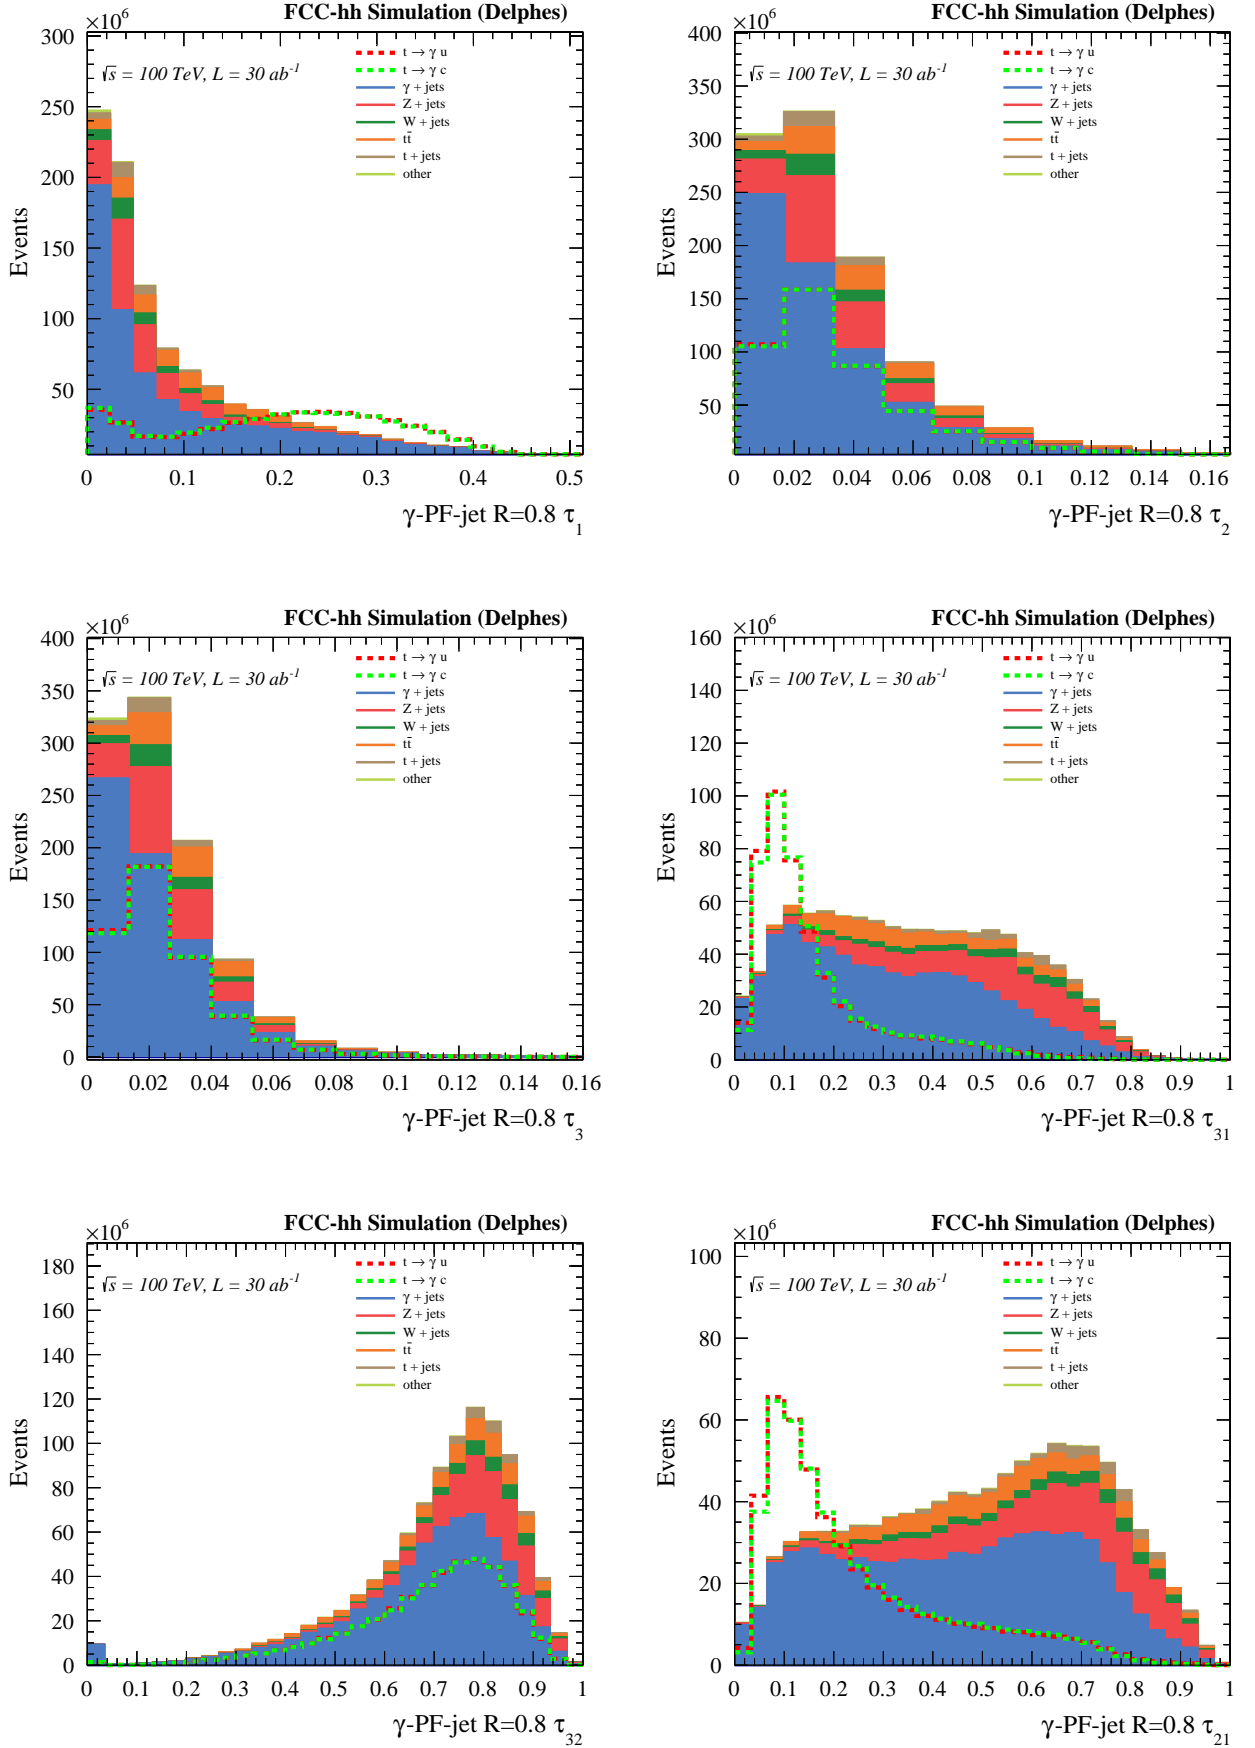 FCC-hh Simulation (Delphes)
×10⁶
√s = 100 TeV, L = 30 ab⁻¹
t → γ u
t → γ c
γ + jets
Z + jets
W + jets
tt̄
t + jets
other
Events
300
250
200
150
100
50
0 0.1 0.2 0.3 0.4 0.5
γ-PF-jet R=0.8 τ₁
FCC-hh Simulation (Delphes)
×10⁶
√s = 100 TeV, L = 30 ab⁻¹
t → γ u
t → γ c
γ + jets
Z + jets
W + jets
tt̄
t + jets
other
Events
400
350
300
250
200
150
100
50
0 0.02 0.04 0.06 0.08 0.1 0.12 0.14 0.16
γ-PF-jet R=0.8 τ₂
FCC-hh Simulation (Delphes)
×10⁶
√s = 100 TeV, L = 30 ab⁻¹
t → γ u
t → γ c
γ + jets
Z + jets
W + jets
tt̄
t + jets
other
Events
400
350
300
250
200
150
100
50
0
0 0.02 0.04 0.06 0.08 0.1 0.12 0.14 0.16
γ-PF-jet R=0.8 τ₃
FCC-hh Simulation (Delphes)
×10⁶
√s = 100 TeV, L = 30 ab⁻¹
t → γ u
t → γ c
γ + jets
Z + jets
W + jets
tt̄
t + jets
other
Events
160
140
120
100
80
60
40
20
0
0 0.1 0.2 0.3 0.4 0.5 0.6 0.7 0.8 0.9 1
γ-PF-jet R=0.8 τ₃₁
FCC-hh Simulation (Delphes)
×10⁶
√s = 100 TeV, L = 30 ab⁻¹
t → γ u
t → γ c
γ + jets
Z + jets
W + jets
tt̄
t + jets
other
Events
180
160
140
120
100
80
60
40
20
0
0 0.1 0.2 0.3 0.4 0.5 0.6 0.7 0.8 0.9 1
γ-PF-jet R=0.8 τ₃₂
FCC-hh Simulation (Delphes)
×10⁶
√s = 100 TeV, L = 30 ab⁻¹
t → γ u
t → γ c
γ + jets
Z + jets
W + jets
tt̄
t + jets
other
Events
100
80
60
40
20
0
0 0.1 0.2 0.3 0.4 0.5 0.6 0.7 0.8 0.9 1
γ-PF-jet R=0.8 τ₂₁